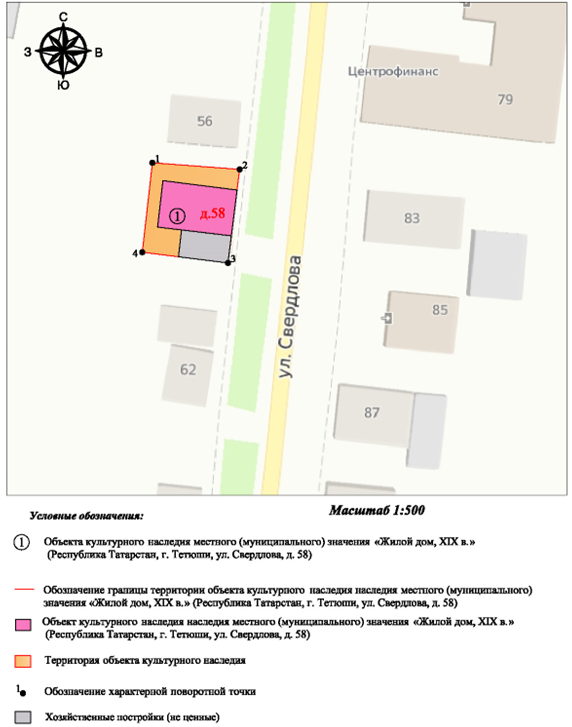 С
З
В
Ю
Центрофинанс
79
56
1
2
1
д.58
83
4
3
ул. Свердлова
85
62
87
Масштаб 1:500
Условные обозначения:
1 Объекта культурного наследия местного (муниципального) значения «Жилой дом, XIX в.»
(Республика Татарстан, г. Тетюши, ул. Свердлова, д. 58)
Обозначение границы территории объекта культурного наследия наследия местного (муниципального)
значения «Жилой дом, XIX в.» (Республика Татарстан, г. Тетюши, ул. Свердлова, д. 58)
Объект культурного наследия наследия местного (муниципального) значения «Жилой дом, XIX в.»
(Республика Татарстан, г. Тетюши, ул. Свердлова, д. 58)
Территория объекта культурного наследия
1 Обозначение характерной поворотной точки
Хозяйственные постройки (не ценные)